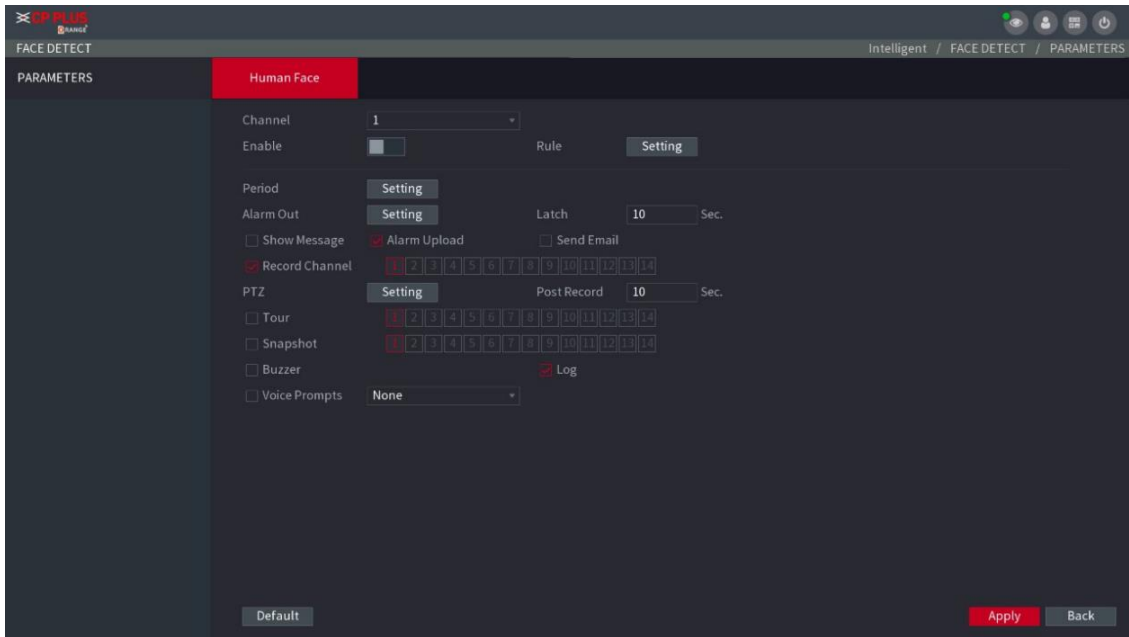 CP PLUS
ORANGE
FACE DETECT Intelligent / FACE DETECT / PARAMETERS
PARAMETERS Human Face
Channel 1
Enable Rule Setting
Period Setting
Alarm Out Setting Latch 10 Sec.
Show Message Alarm Upload Send Email
Record Channel 1 2 3 4 5 6 7 8 9 10 11 12 13 14
PTZ Setting Post Record 10 Sec.
Tour 1 2 3 4 5 6 7 8 9 10 11 12 13 14
Snapshot 1 2 3 4 5 6 7 8 9 10 11 12 13 14
Buzzer Log
Voice Prompts None
Default Apply Back